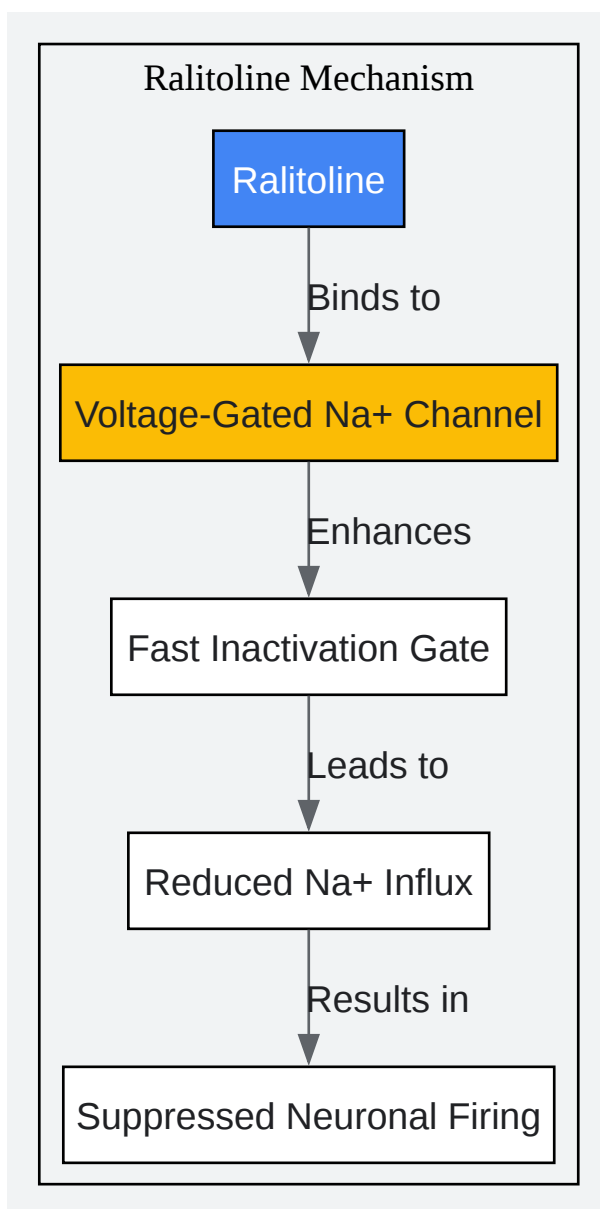 Ralitoline Mechanism
Ralitoline
Binds to
Voltage-Gated Na+ Channel
Enhances
Fast Inactivation Gate
Leads to
Reduced Na+ Influx
Results in
Suppressed Neuronal Firing